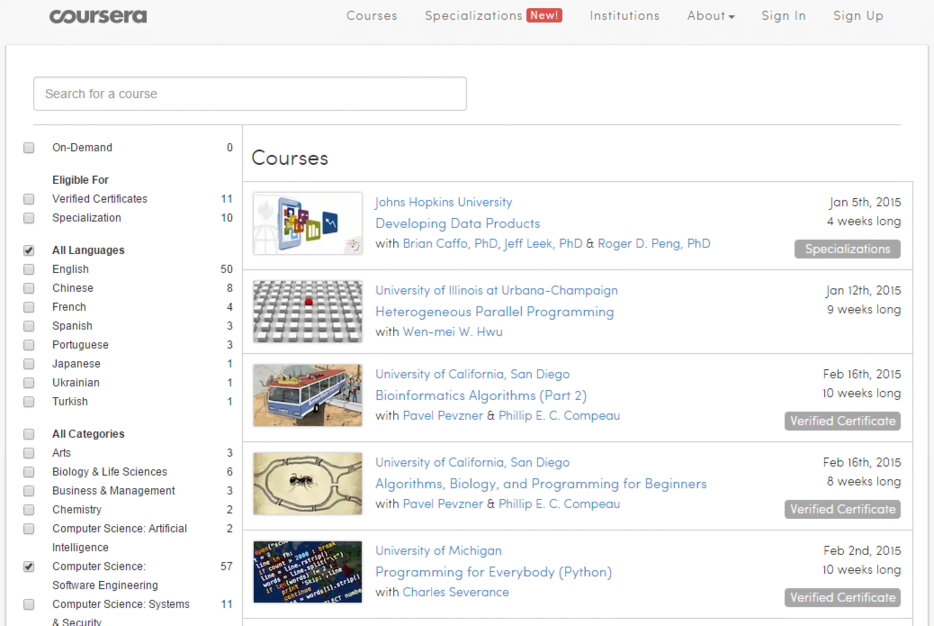 coursera
Courses Specializations New! Institutions About Sign In Sign Up
Search for a course
On-Demand 0
Eligible For
Verified Certificates 11
Specialization 10
All Languages
English 50
Chinese 8
French 4
Spanish 3
Portuguese 3
Japanese 1
Ukrainian 1
Turkish 1
All Categories
Arts 3
Biology & Life Sciences 6
Business & Management 3
Chemistry 2
Computer Science: Artificial 2
Intelligence
Computer Science: 57
Software Engineering
Computer Science: Systems 11
& Security
Courses
Johns Hopkins University
Developing Data Products
with Brian Caffo, PhD, Jeff Leek, PhD & Roger D. Peng, PhD
Jan 5th, 2015
4 weeks long
Specializations
University of Illinois at Urbana-Champaign
Heterogeneous Parallel Programming
with Wen-mei W. Hwu
Jan 12th, 2015
9 weeks long
University of California, San Diego
Bioinformatics Algorithms (Part 2)
with Pavel Pevzner & Phillip E. C. Compeau
Feb 16th, 2015
10 weeks long
Verified Certificate
University of California, San Diego
Algorithms, Biology, and Programming for Beginners
with Pavel Pevzner & Phillip E. C. Compeau
Feb 16th, 2015
8 weeks long
Verified Certificate
University of Michigan
Programming for Everybody (Python)
with Charles Severance
Feb 2nd, 2015
10 weeks long
Verified Certificate